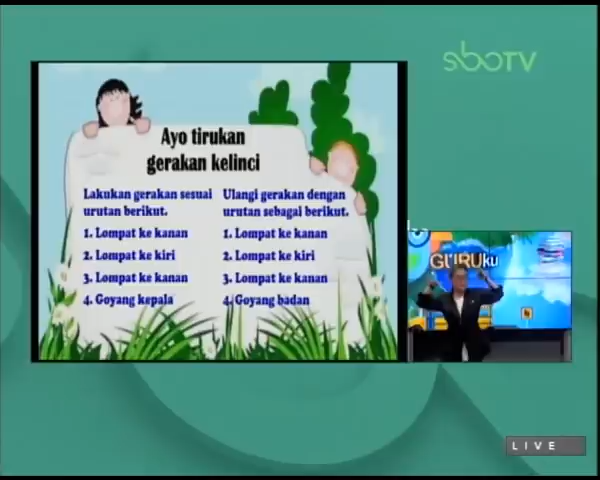 sboTV
Ayo tirukan
gerakan kelinci
Lakukan gerakan sesuai
urutan berikut.
1. Lompat ke kanan
2. Lompat ke kiri
3. Lompat ke kanan
4. Goyang kepala
Ulangi gerakan dengan
urutan sebagai berikut.
1. Lompat ke kanan
2. Lompat ke kiri
3. Lompat ke kanan
4. Goyang badan
GURUku
LIVE